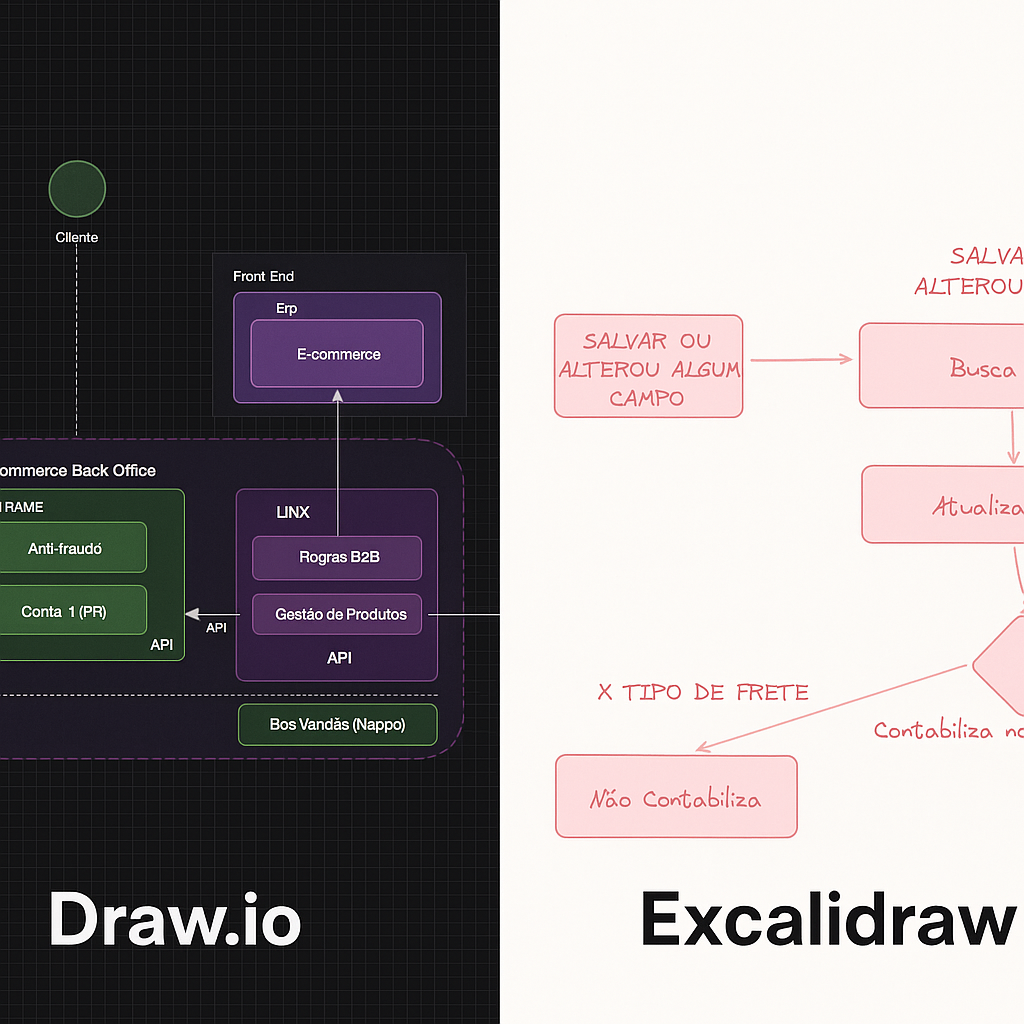 Cllente
Front End
Erp
E-commerce
ommerce Back Office
RAME
Anti-fraudó
Conta 1 (PR)
API
API
LINX
Rogras B2B
Gestáo de Produtos
API
Bos Vandãs (Nappo)
Draw.io
SALVA
ALTEROU
SALVAR OU
ALTEROU ALGUM
CAMPO
Busca
Atualiza
X TIPO DE FRETE
Contabiliza no
Não Contabiliza
Excalidraw